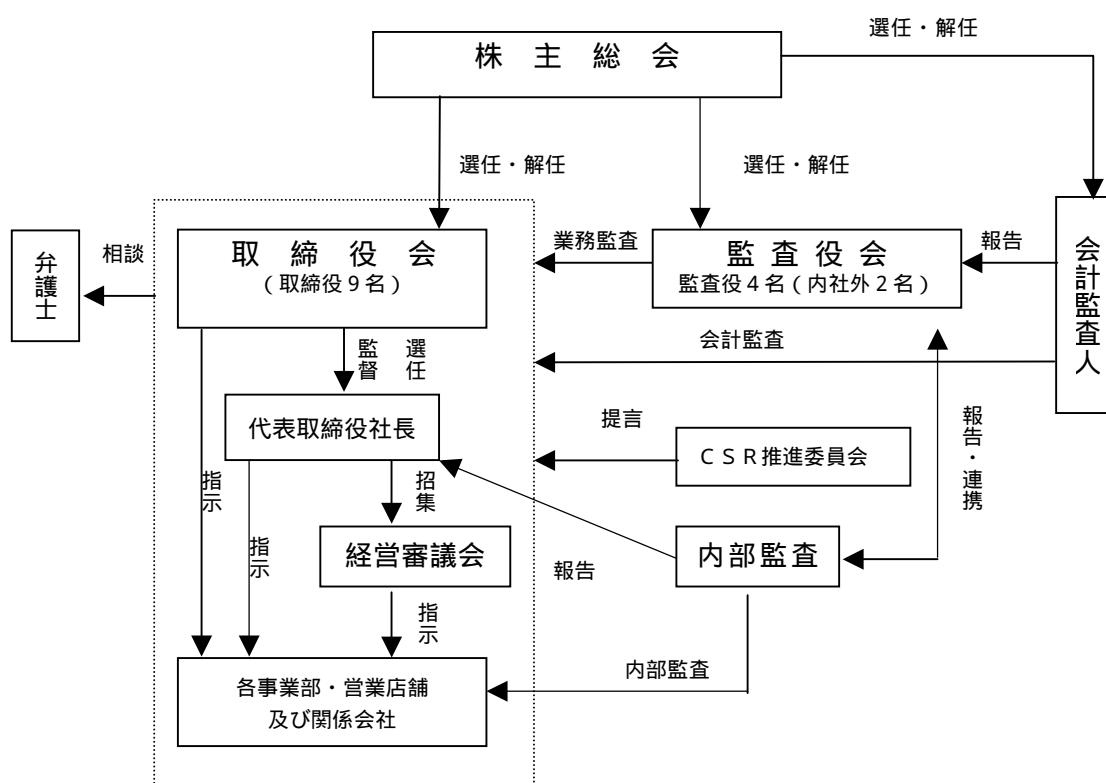 選任・解任
株主総会
選任・解任
選任・解任
弁護士
相談
取締役会
(取締役9名)
業務監査
監査役会
監査役4名(内社外2名)
報告
会計監査人
監督
選任
会計監査
代表取締役社長
提言
CSR推進委員会
報告・連携
指示
指示
招集
経営審議会
報告
内部監査
指示
内部監査
各事業部・営業店舗
及び関係会社